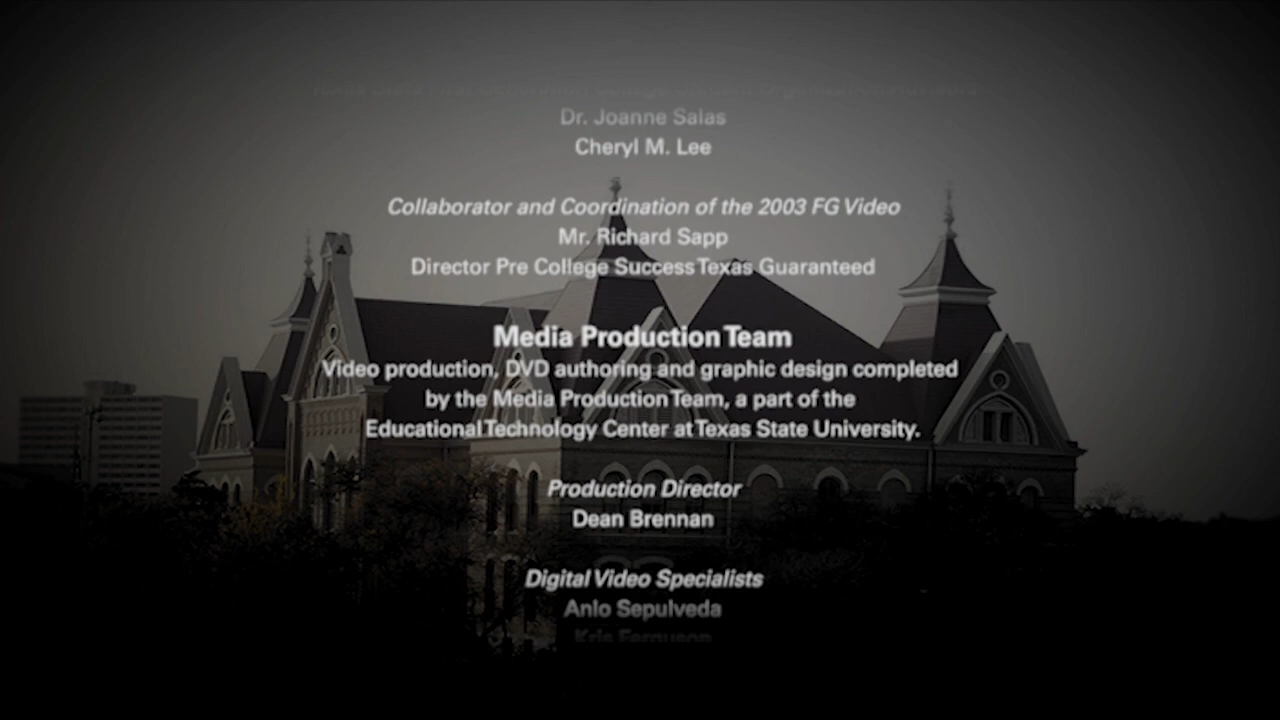 Dr. Joanne Salas
Cheryl M. Lee
Collaborator and Coordination of the 2003 FG Video
Mr. Richard Sapp
Director Pre College Success Texas Guaranteed
Media Production Team
Video production, DVD authoring and graphic design completed
by the Media Production Team, a part of the
Educational Technology Center at Texas State University.
Production Director
Dean Brennan
Digital Video Specialists
Anlo Sepulveda
Kris Ferguson